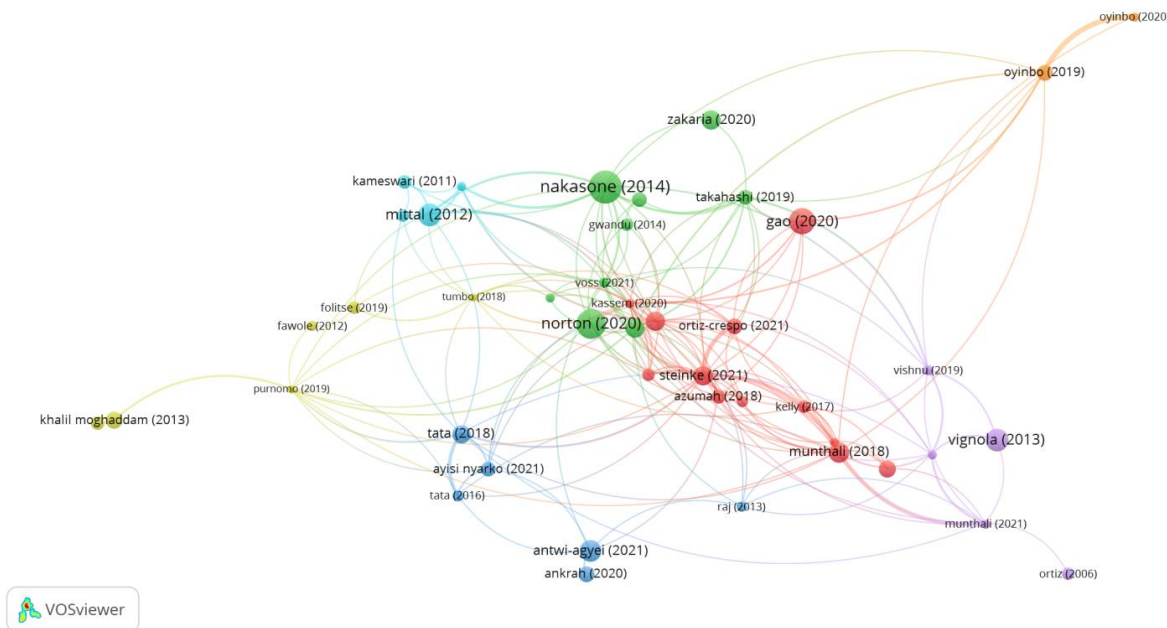 oyinbo (2020
oyinbo (2019)
zakaria (2020)
kameswari (2011)
nakasone (2014)
takahashi (2019)
mittal (2012)
gwandu (2014)
gao (2020)
voss (2021)
tumbo (2018)
kassem (2020)
folitse (2019)
fawole (2012)
norton (2020)
ortiz-crespo (2021)
vishnu (2019)
steinke (2021)
purnomo (2019)
azumah (2018)
kelly (2017)
khalil moghaddam (2013)
tata (2018)
vignola (2013)
munthali (2018)
ayisi nyarko (2021)
tata (2016)
raj (2013)
munthali (2021)
antwi-agyei (2021)
ankrah (2020)
ortiz (2006)
VOSviewer